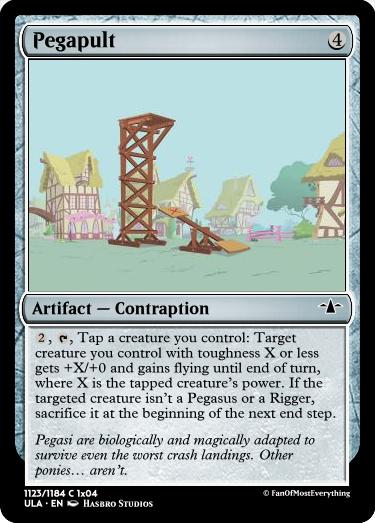 Pegapult 4
Artifact — Contraption
2, T, Tap a creature you control: Target
creature you control with toughness X or less
gets +X/+0 and gains flying until end of turn,
where X is the tapped creature's power. If the
targeted creature isn't a Pegasus or a Rigger,
sacrifice it at the beginning of the next end step.
Pegasi are biologically and magically adapted to
survive even the worst crash landings. Other
ponies… aren't.
1123/1184 C 1x04
ULA • EN Hasbro Studios
© FanOfMostEverything